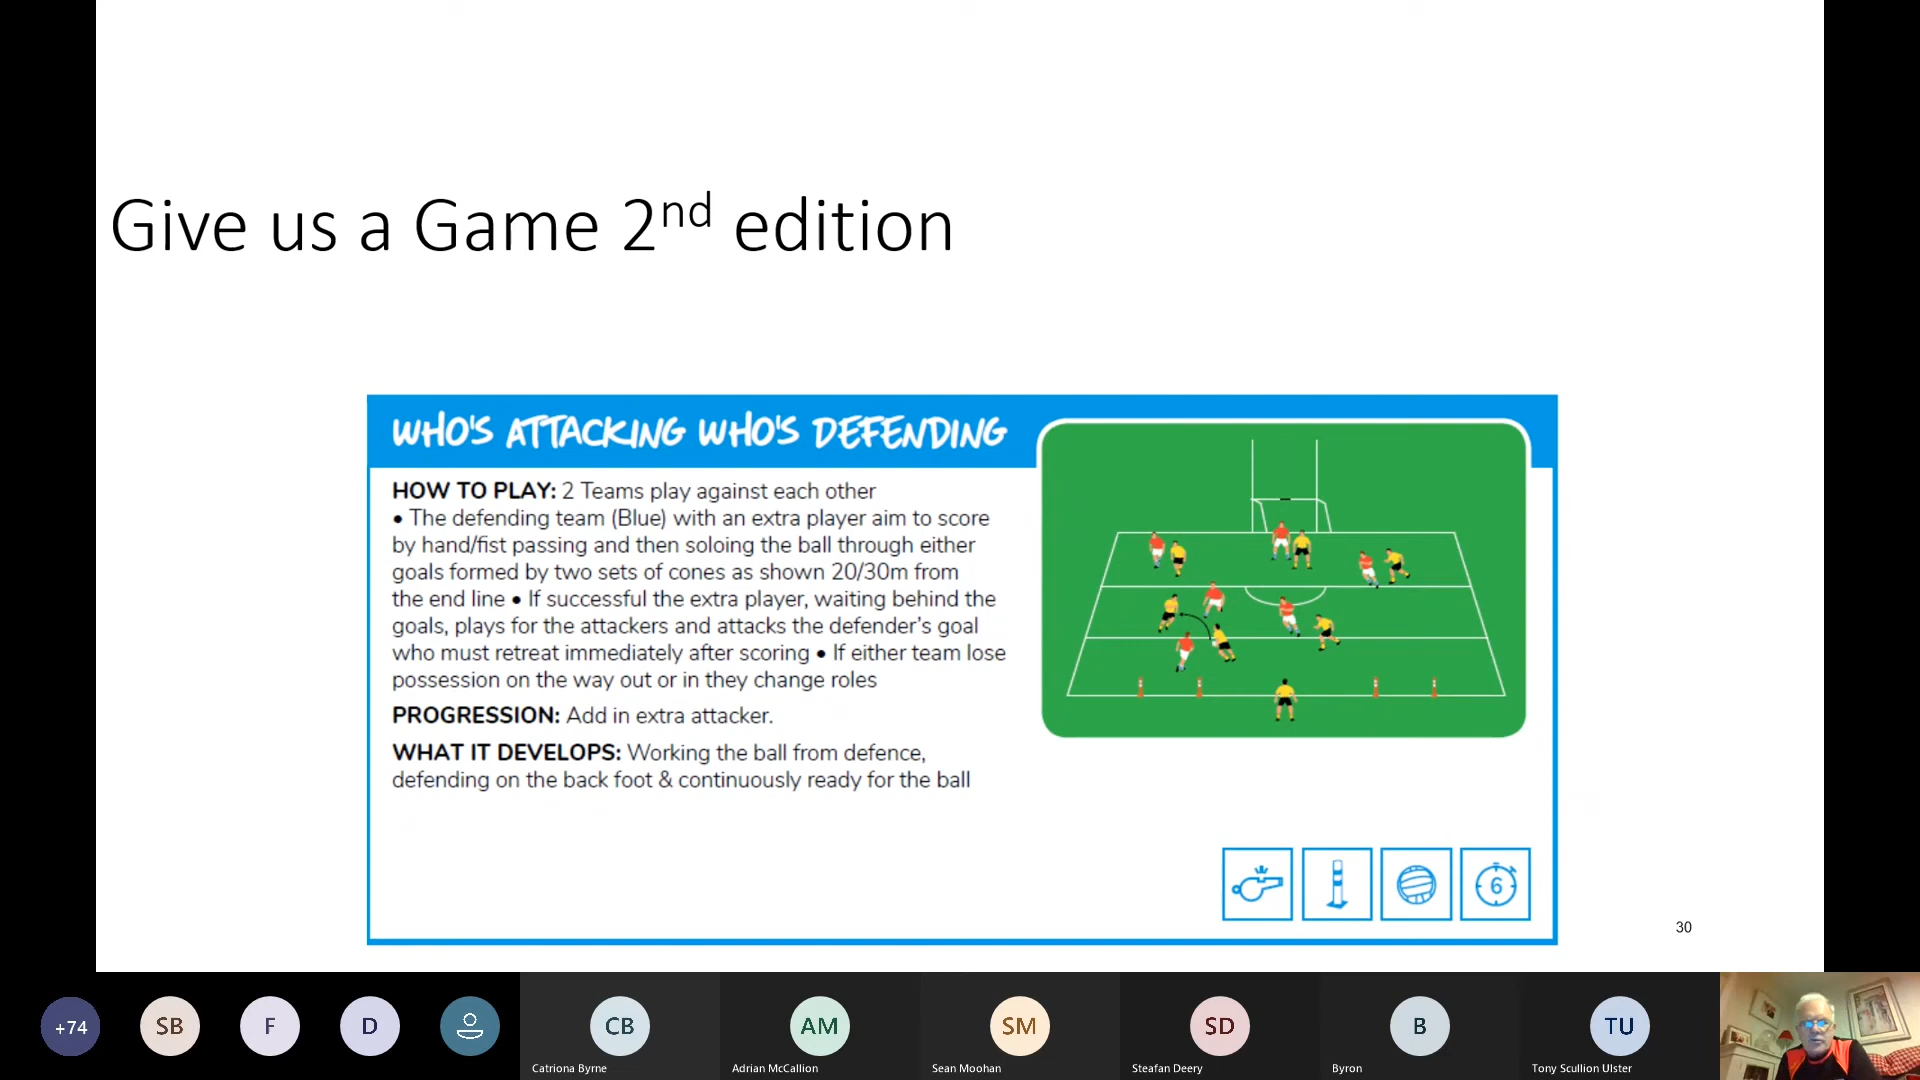 Give us a Game 2nd edition
WHO'S ATTACKING WHO'S DEFENDING
HOW TO PLAY: 2 Teams play against each other
• The defending team (Blue) with an extra player aim to score
by hand/fist passing and then soloing the ball through either
goals formed by two sets of cones as shown 20/30m from
the end line • If successful the extra player, waiting behind the
goals, plays for the attackers and attacks the defender's goal
who must retreat immediately after scoring • If either team lose
possession on the way out or in they change roles
PROGRESSION: Add in extra attacker.
WHAT IT DEVELOPS: Working the ball from defence,
defending on the back foot & continuously ready for the ball
6
30
+74
SB
F
D
CB
AM
SM
SD
B
TU
Catriona Byrne
Adrian McCallion
Sean Moohan
Steafan Deery
Byron
Tony Scullion Ulster